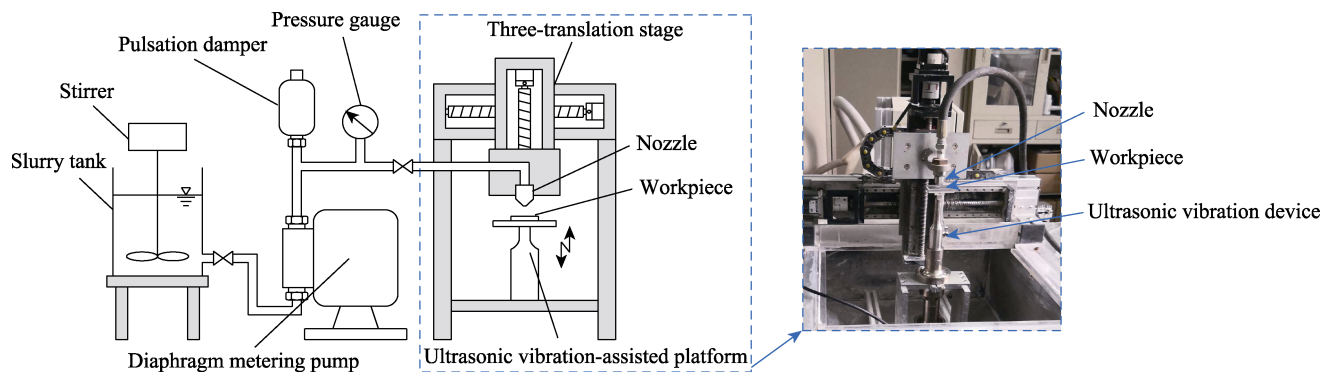 Pressure gauge
Pulsation damper
Stirrer
Slurry tank
Three-translation stage
Nozzle
Workpiece
Diaphragm metering pump
Ultrasonic vibration-assisted platform
Nozzle
Workpiece
Ultrasonic vibration device